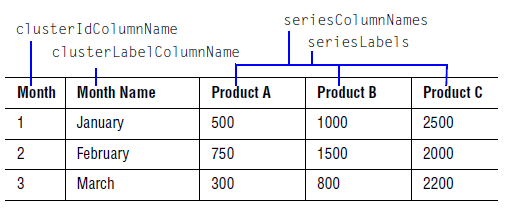 seriesColumnNames
clusterIdColumnName
seriesLabels
clusterLabelColumnName
Month Month Name Product A Product B Product C
1 January 500 1000 2500
2 February 750 1500 2000
3 March 300 800 2200